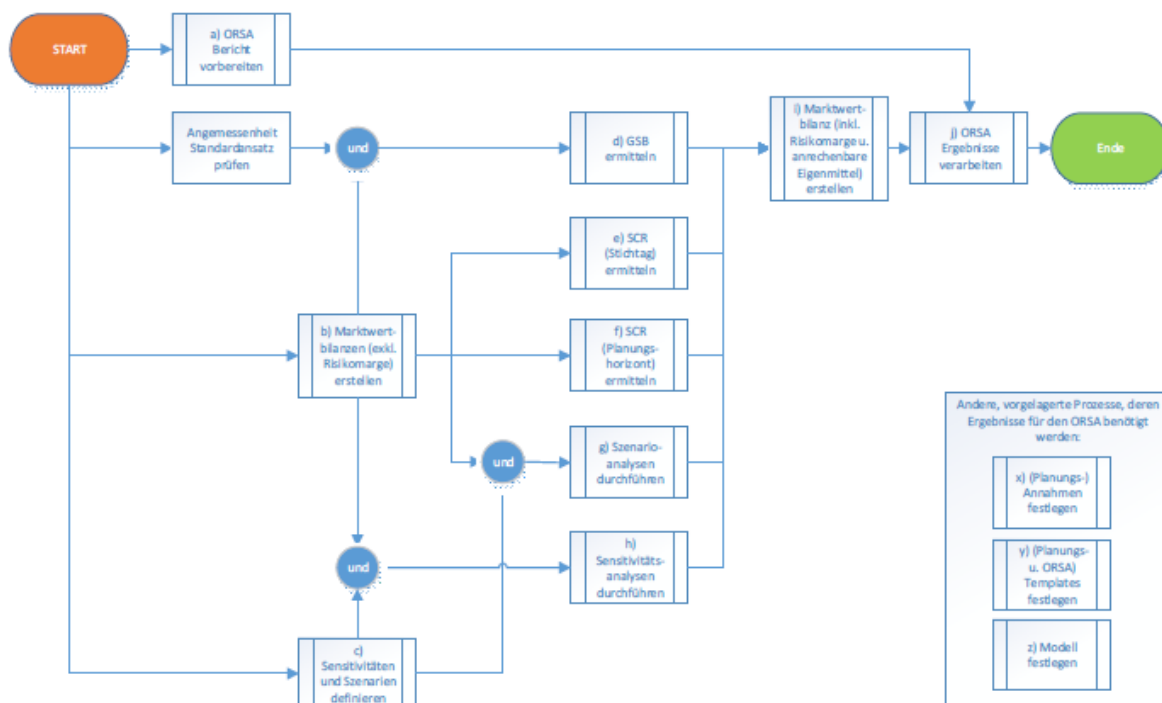 START
a) ORSA
Bericht
vorbereiten
Angemessenheit
Standardansatz
prüfen
und
d) GSB
ermitteln
i) Marktwert-
bilanz (inkl.
Risikomarge u.
anrechenbare
Eigenmittel)
erstellen
j) ORSA
Ergebnisse
verarbeiten
Ende
e) SCR
(Stichtag)
ermitteln
b) Marktwert-
bilanzen (exkl.
Risikomarge)
erstellen
f) SCR
(Planungs-
horizont)
ermitteln
und
g) Szenario-
analysen
durchführen
und
h)
Sensitivitäts-
analysen
durchführen
c)
Sensitivitäten
und Szenarien
definieren
Andere, vorgelagerte Prozesse, deren
Ergebnisse für den ORSA benötigt
werden:
x) (Planungs-)
Annahmen
festlegen
y) (Planungs-
u. ORSA)
Templates
festlegen
z) Modell
festlegen